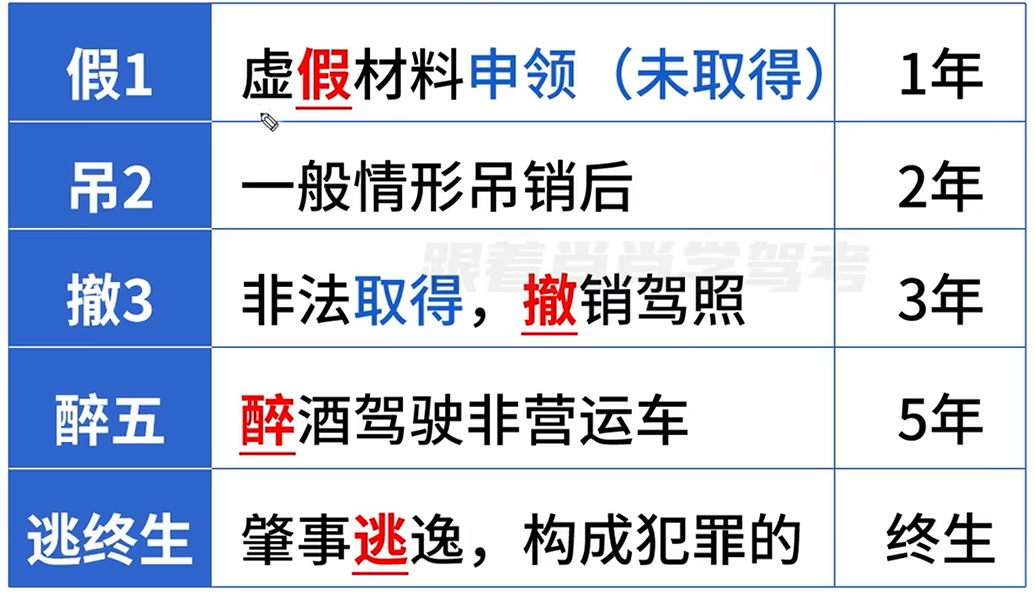 假1 虚假材料申领（未取得） 1年
吊2 一般情形吊销后 2年
跟着肖肖学驾考
撤3 非法取得，撤销驾照 3年
醉五 醉酒驾驶非营运车 5年
逃终生 肇事逃逸，构成犯罪的 终生